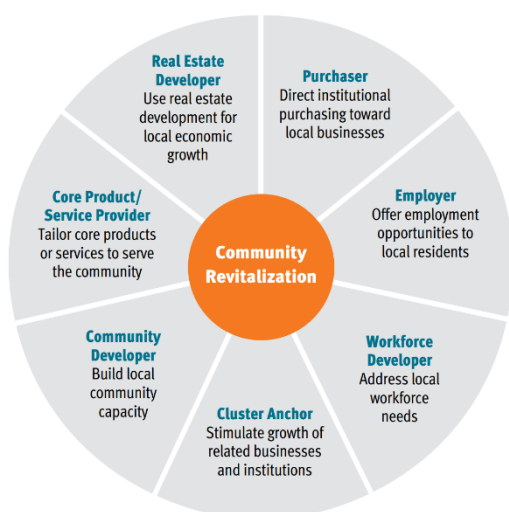 Real Estate
Developer
Use real estate
development for
local economic
growth
Purchaser
Direct institutional
purchasing toward
local businesses
Employer
Offer employment
opportunities to
local residents
Workforce
Developer
Address local
workforce
needs
Cluster Anchor
Stimulate growth of
related businesses
and institutions
Community
Developer
Build local
community
capacity
Core Product/
Service Provider
Tailor core products
or services to serve
the community
Community
Revitalization